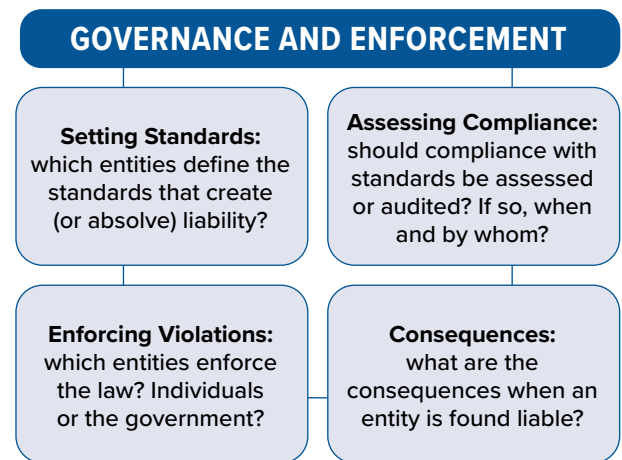 GOVERNANCE AND ENFORCEMENT
Setting Standards:
which entities define the
standards that create
(or absolve) liability?
Assessing Compliance:
should compliance with
standards be assessed
or audited? If so, when
and by whom?
Enforcing Violations:
which entities enforce
the law? Individuals
or the government?
Consequences:
what are the
consequences when an
entity is found liable?